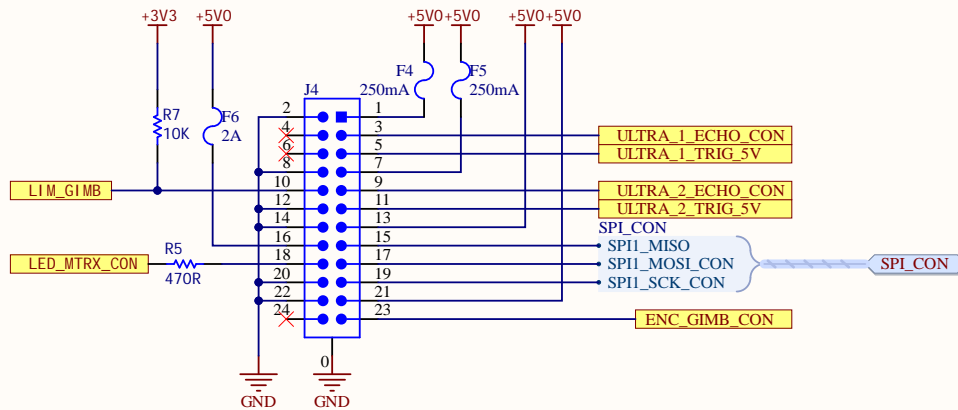 +3V3 +5V0 +5V0 +5V0 +5V0 +5V0
F4 F5
250mA 250mA
J4
R7 F6 2 1
10K 2A 4 3 ULTRA_1_ECHO_CON
6 5 ULTRA_1_TRIG_5V
8 7
LIM_GIMB 10 9 ULTRA_2_ECHO_CON
12 11 ULTRA_2_TRIG_5V
14 13 SPI_CON
16 15 SPI1_MISO
LED_MTRX_CON R5 18 17 SPI1_MOSI_CON SPI_CON
470R 20 19 SPI1_SCK_CON
22 21
24 23 ENC_GIMB_CON
0
GND GND